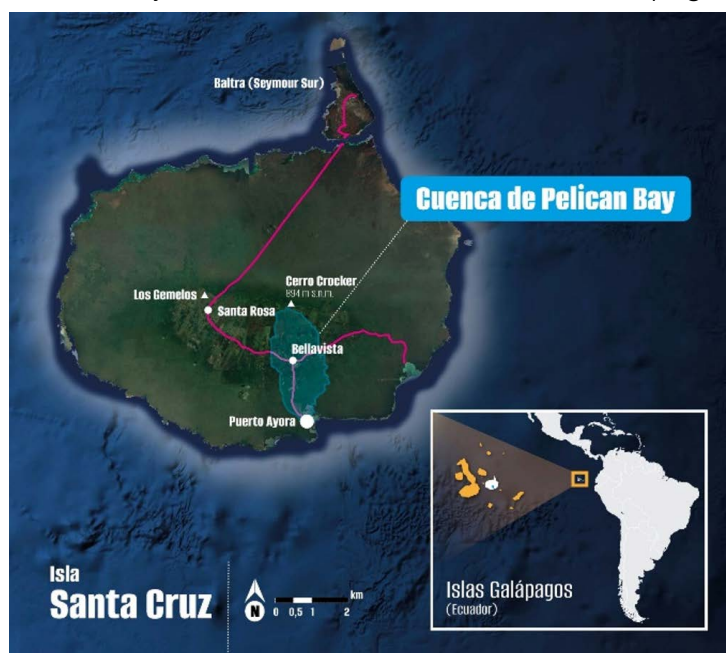 Baltra (Seymour Sur)
Cuenca de Pelican Bay
Cerro Crocker
894 m s.n.m.
Los Gemelos
Santa Rosa
Bellavista
Puerto Ayora
Isla
Santa Cruz
N
km
0 0,5 1 2
Islas Galápagos
(Ecuador)